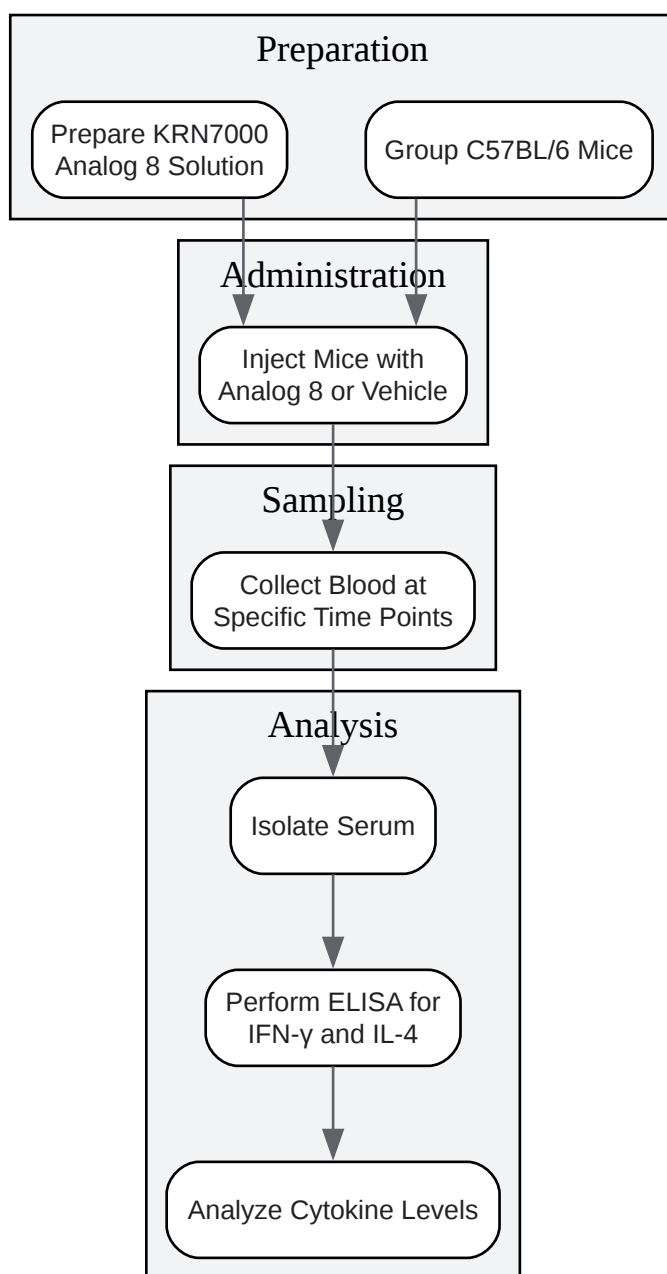 Preparation
Prepare KRN7000
Analog 8 Solution
Group C57BL/6 Mice
Administration
Inject Mice with
Analog 8 or Vehicle
Sampling
Collect Blood at
Specific Time Points
Analysis
Isolate Serum
Perform ELISA for
IFN-γ and IL-4
Analyze Cytokine Levels